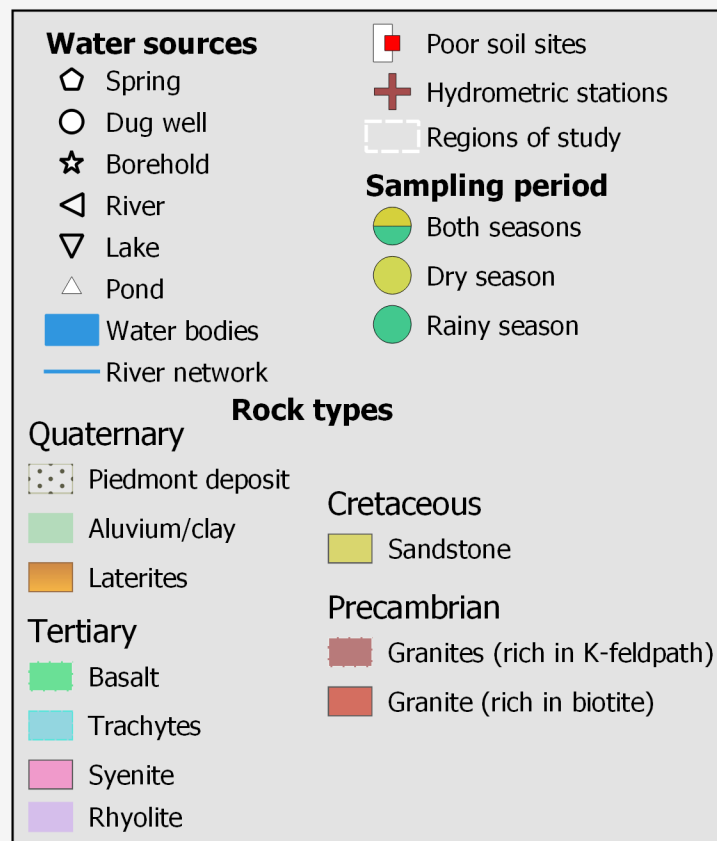 Water sources
Spring
Dug well
Borehold
River
Lake
Pond
Water bodies
River network
Poor soil sites
Hydrometric stations
Regions of study
Sampling period
Both seasons
Dry season
Rainy season
Rock types
Quaternary
Piedmont deposit
Aluvium/clay
Laterites
Tertiary
Basalt
Trachytes
Syenite
Rhyolite
Cretaceous
Sandstone
Precambrian
Granites (rich in K-feldpath)
Granite (rich in biotite)